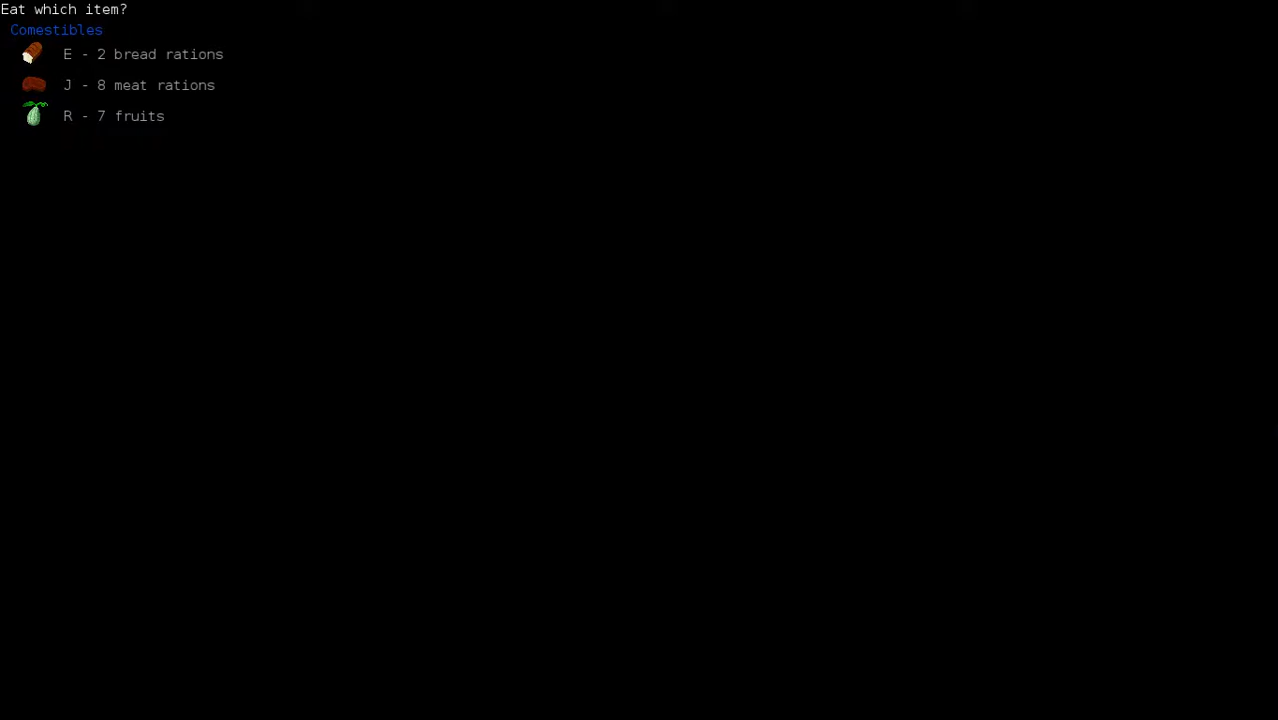 Eat which item?
Comestibles
E - 2 bread rations
J - 8 meat rations
R - 7 fruits